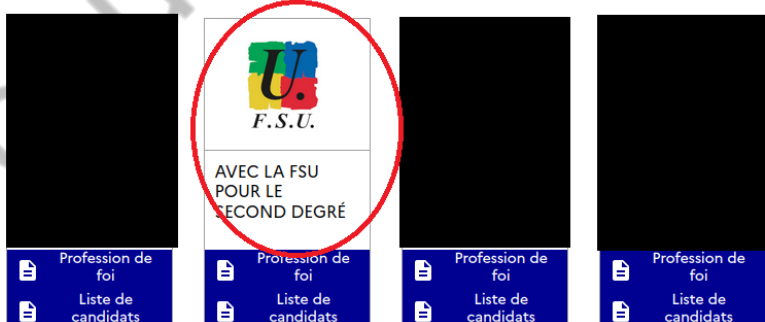 U.
F.S.U.
AVEC LA FSU
POUR LE
SECOND DEGRÉ
Profession de
foi
Liste de
candidats
Profession de
foi
Liste de
candidats
Profession de
foi
Liste de
candidats
Profession de
foi
Liste de
candidats